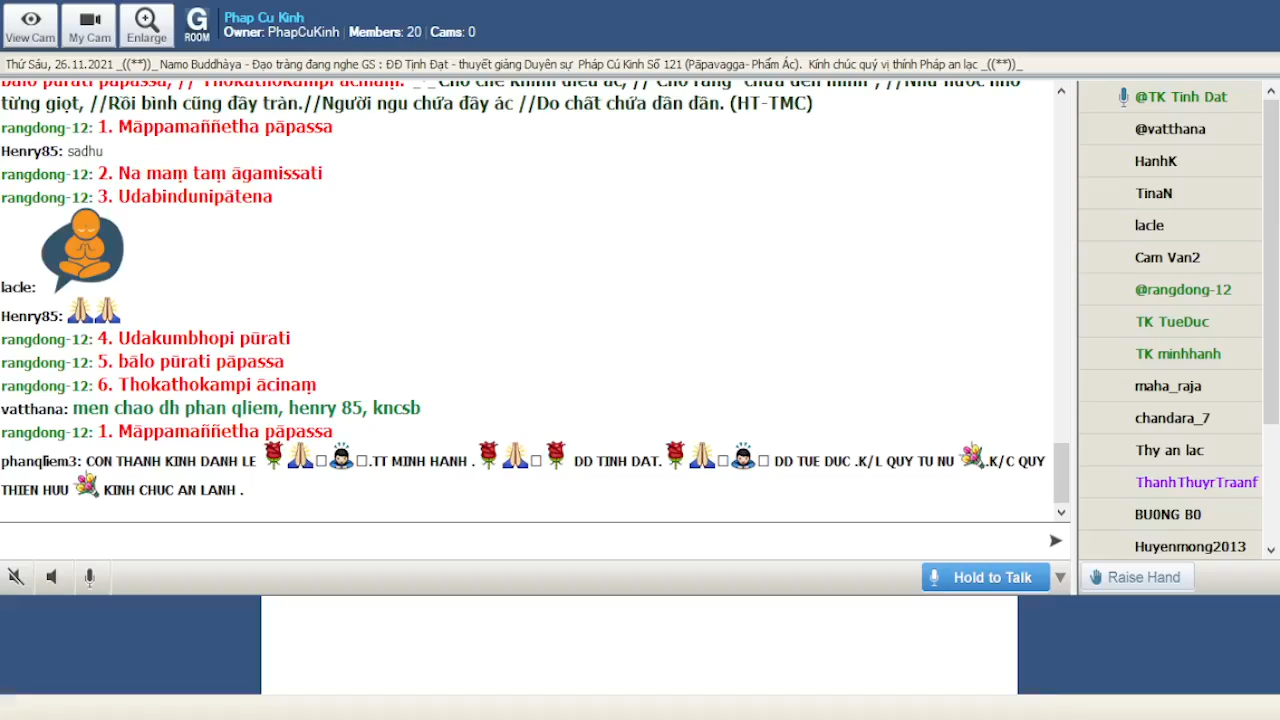 View Cam
My Cam
Enlarge
G
ROOM
Phap Cu Kinh
Owner: PhapCuKinh | Members: 20 | Cams: 0
Thứ Sáu, 26.11.2021 _((**))_ Namo Buddhàya - Đạo tràng đang nghe GS : ĐĐ Tịnh Đạt - thuyết giảng Duyên sự Pháp Cú Kinh Số 121 (Pāpavagga- Phẩm Ác). Kính chúc quý vị thính Pháp an lạc _((**))_
từng giọt, //Rồi bình cũng đầy tràn.//Người ngu chứa đầy ác //Do chất chứa dần dần. (HT-TMC)
rangdong-12: 1. Māppamaññetha pāpassa
Henry85: sadhu
rangdong-12: 2. Na maṃ taṃ āgamissati
rangdong-12: 3. Udabindunipātena
lacle:
Henry85: 🙏🙏
rangdong-12: 4. Udakumbhopi pūrati
rangdong-12: 5. bālo pūrati pāpassa
rangdong-12: 6. Thokathokampi ācinaṃ
vatthana: men chao dh phan qliem, henry 85, kncsb
rangdong-12: 1. Māppamaññetha pāpassa
phanqliem3: CON THANH KINH DANH LE 🌹🙏□🙇□.TT MINH HANH .🌹🙏□🌹 DD TINH DAT.🌹🙏□🙇□ DD TUE DUC .K/L QUY TU NU 💐.K/C QUY
THIEN HUU 💐 KINH CHUC AN LANH .
Hold to Talk
@TK Tinh Dat
@vatthana
HanhK
TinaN
lacle
Cam Van2
@rangdong-12
TK TueDuc
TK minhhanh
maha_raja
chandara_7
Thy an lac
ThanhThuyrTraanf
BU0NG B0
Huyenmong2013
Raise Hand